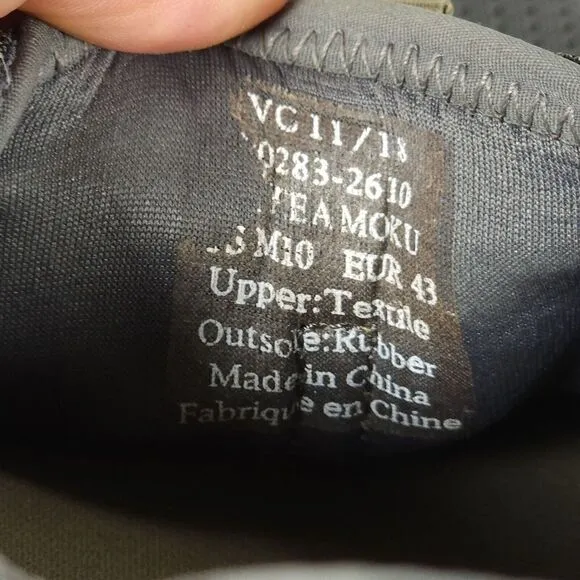 VC 11/18
0283-2610
EA MOKU
S M10 EUR 43
Upper:Textile
Outsole:Rubber
Made in China
Fabrique en Chine